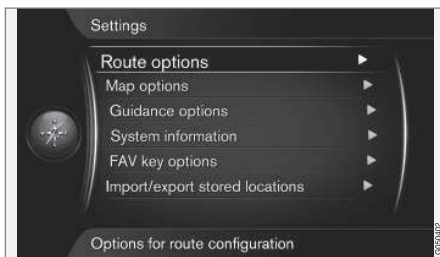 Settings
Route options
Map options
Guidance options
System information
FAV key options
Import/export stored locations
Options for route configuration
G050402